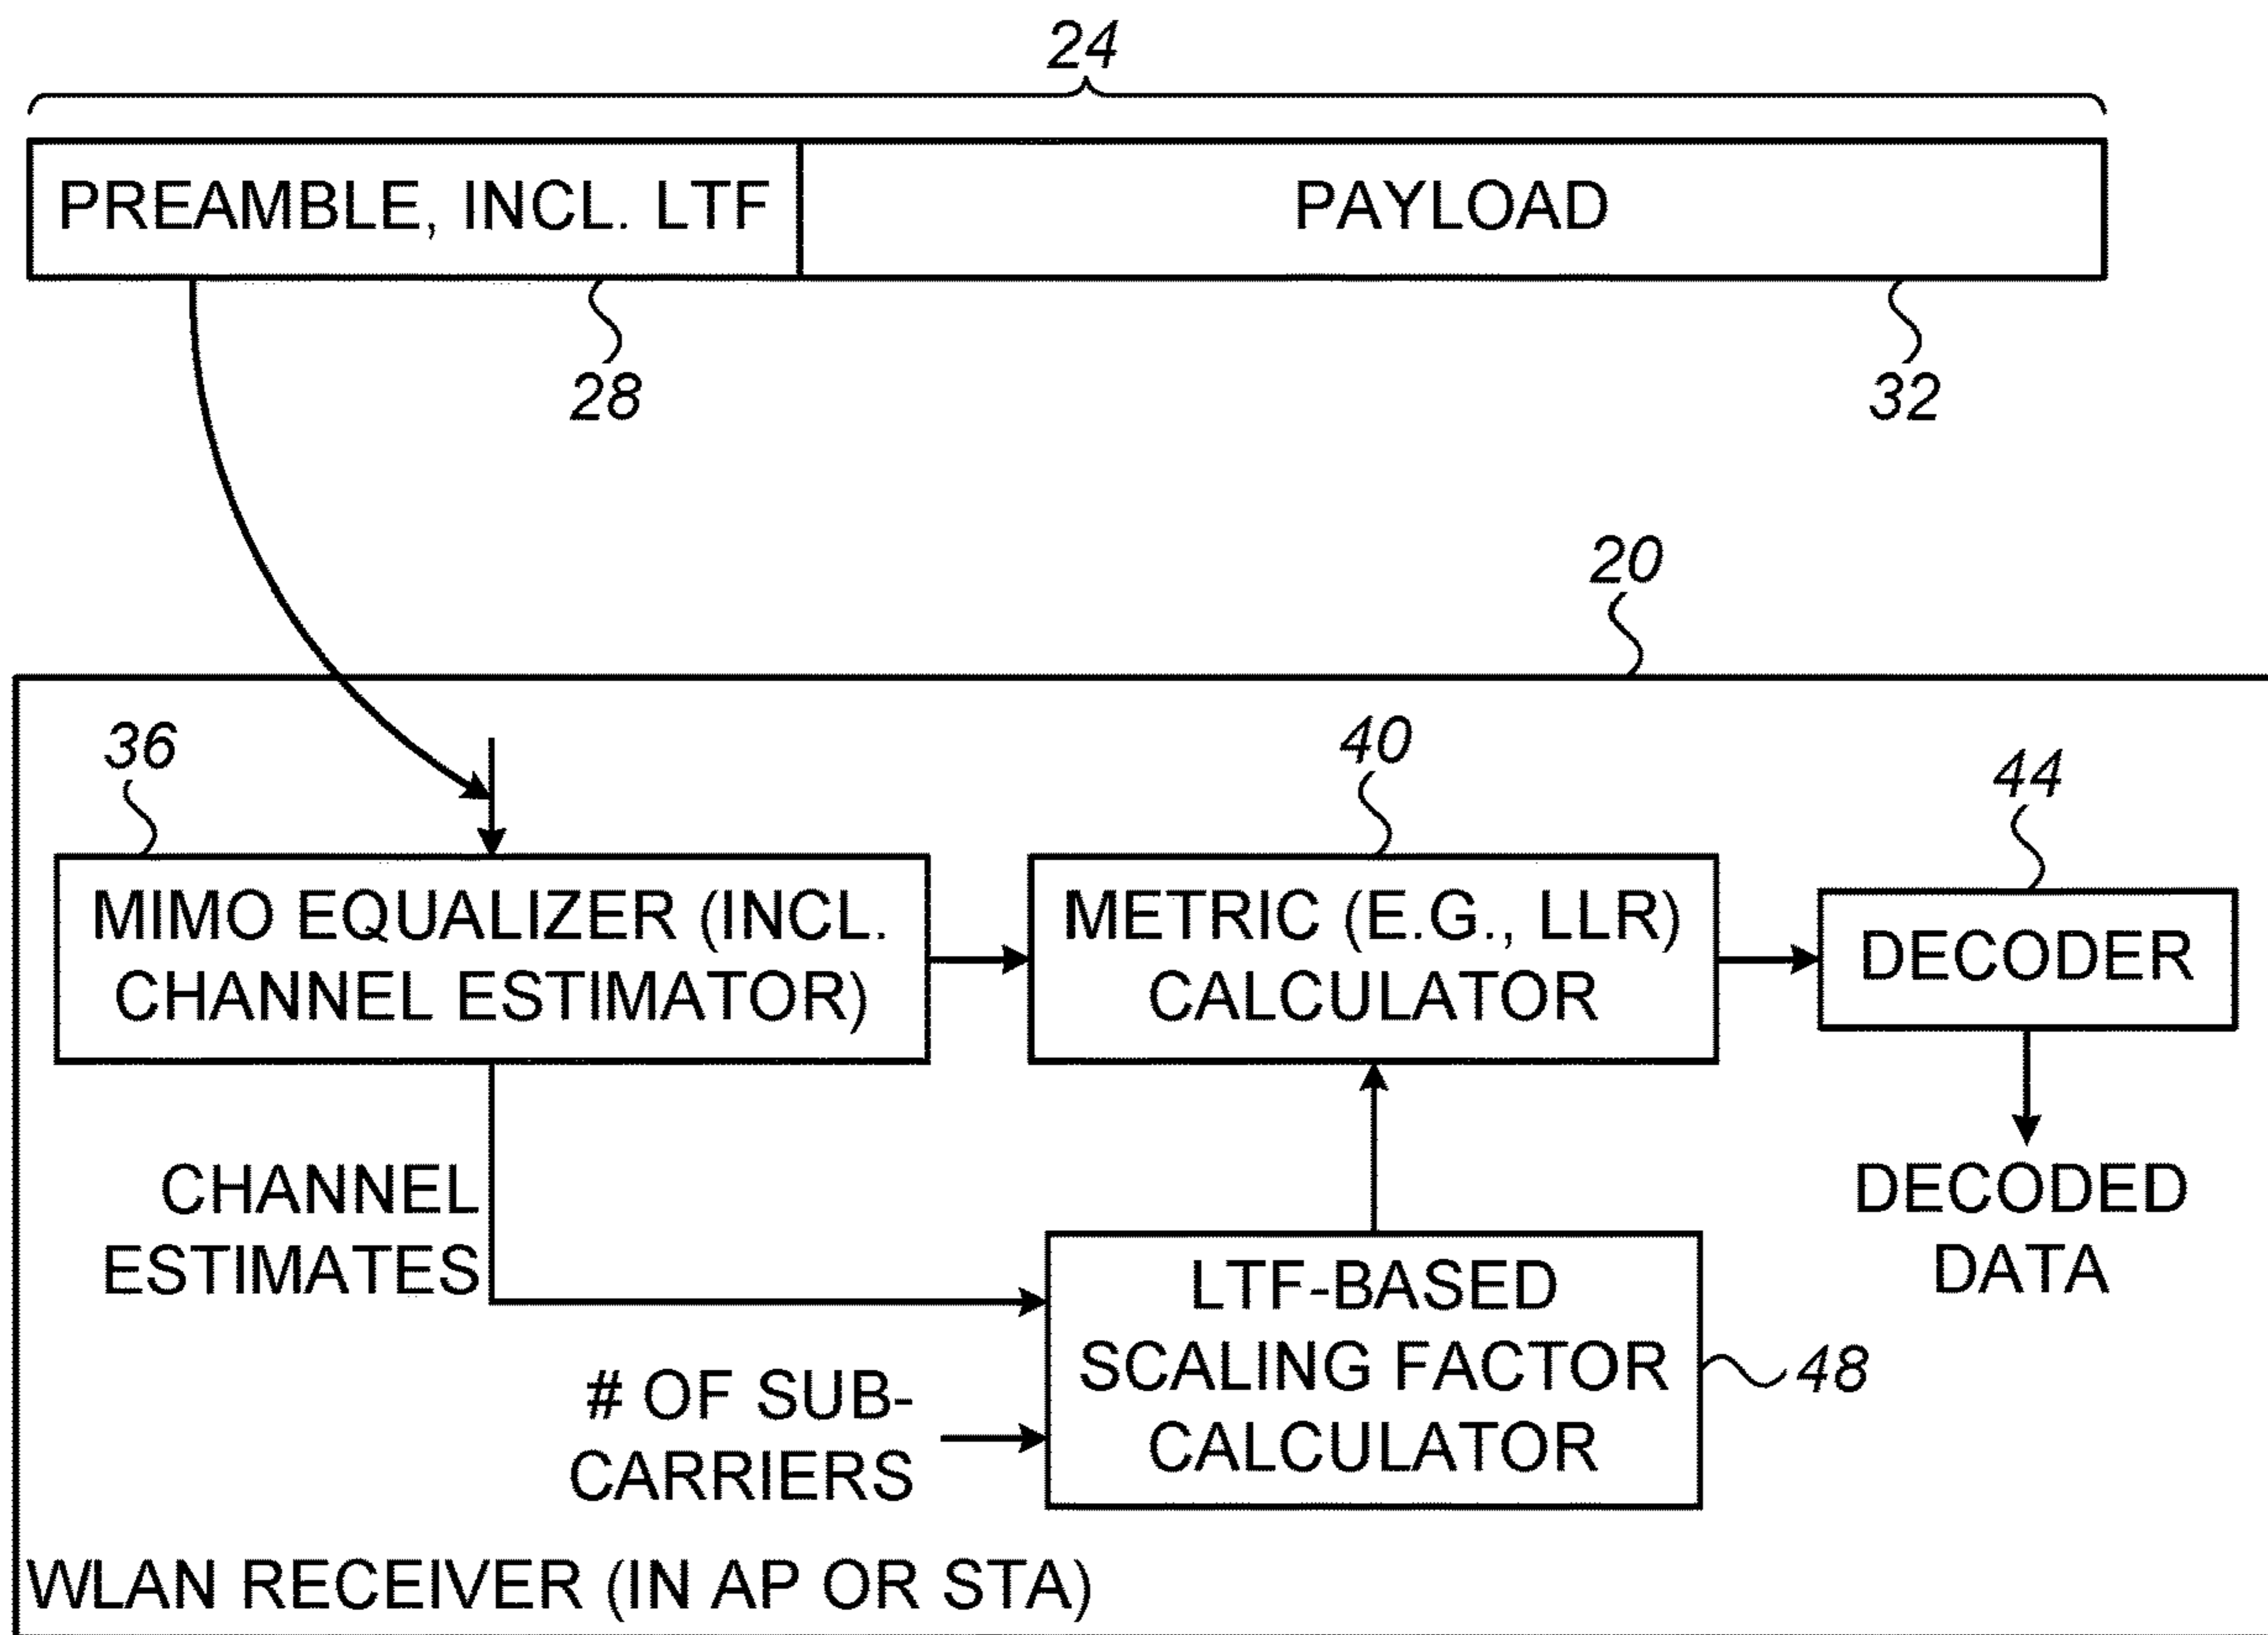 24
PREAMBLE, INCL. LTF
PAYLOAD
28
32
20
36
40
44
MIMO EQUALIZER (INCL.
CHANNEL ESTIMATOR)
METRIC (E.G., LLR)
CALCULATOR
DECODER
CHANNEL
ESTIMATES
DECODED
DATA
LTF-BASED
SCALING FACTOR
CALCULATOR
48
# OF SUB-
CARRIERS
WLAN RECEIVER (IN AP OR STA)